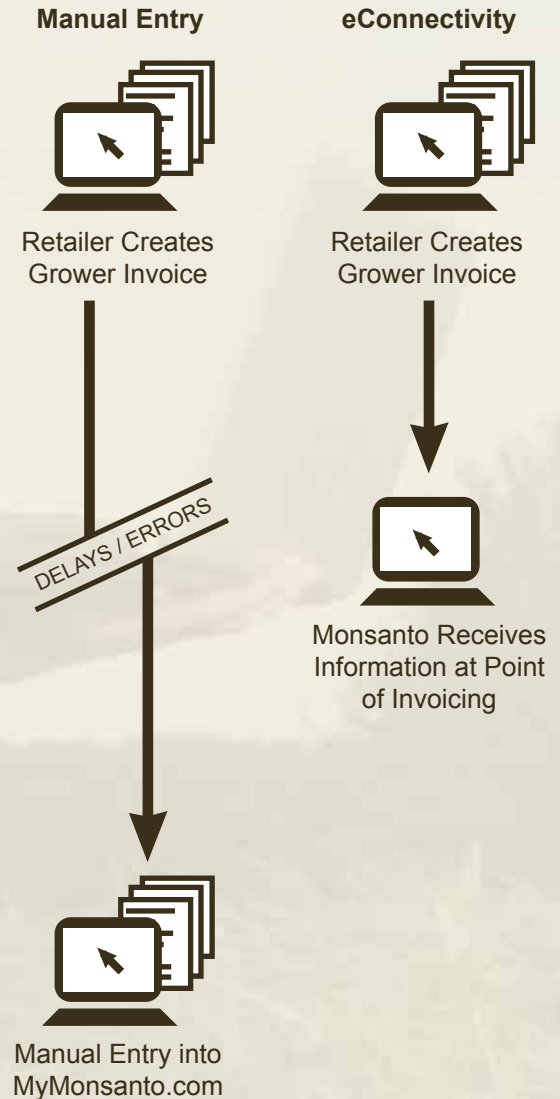 Manual Entry
Retailer Creates
Grower Invoice
DELAYS / ERRORS
Manual Entry into
MyMonsanto.com
eConnectivity
Retailer Creates
Grower Invoice
Monsanto Receives
Information at Point
of Invoicing